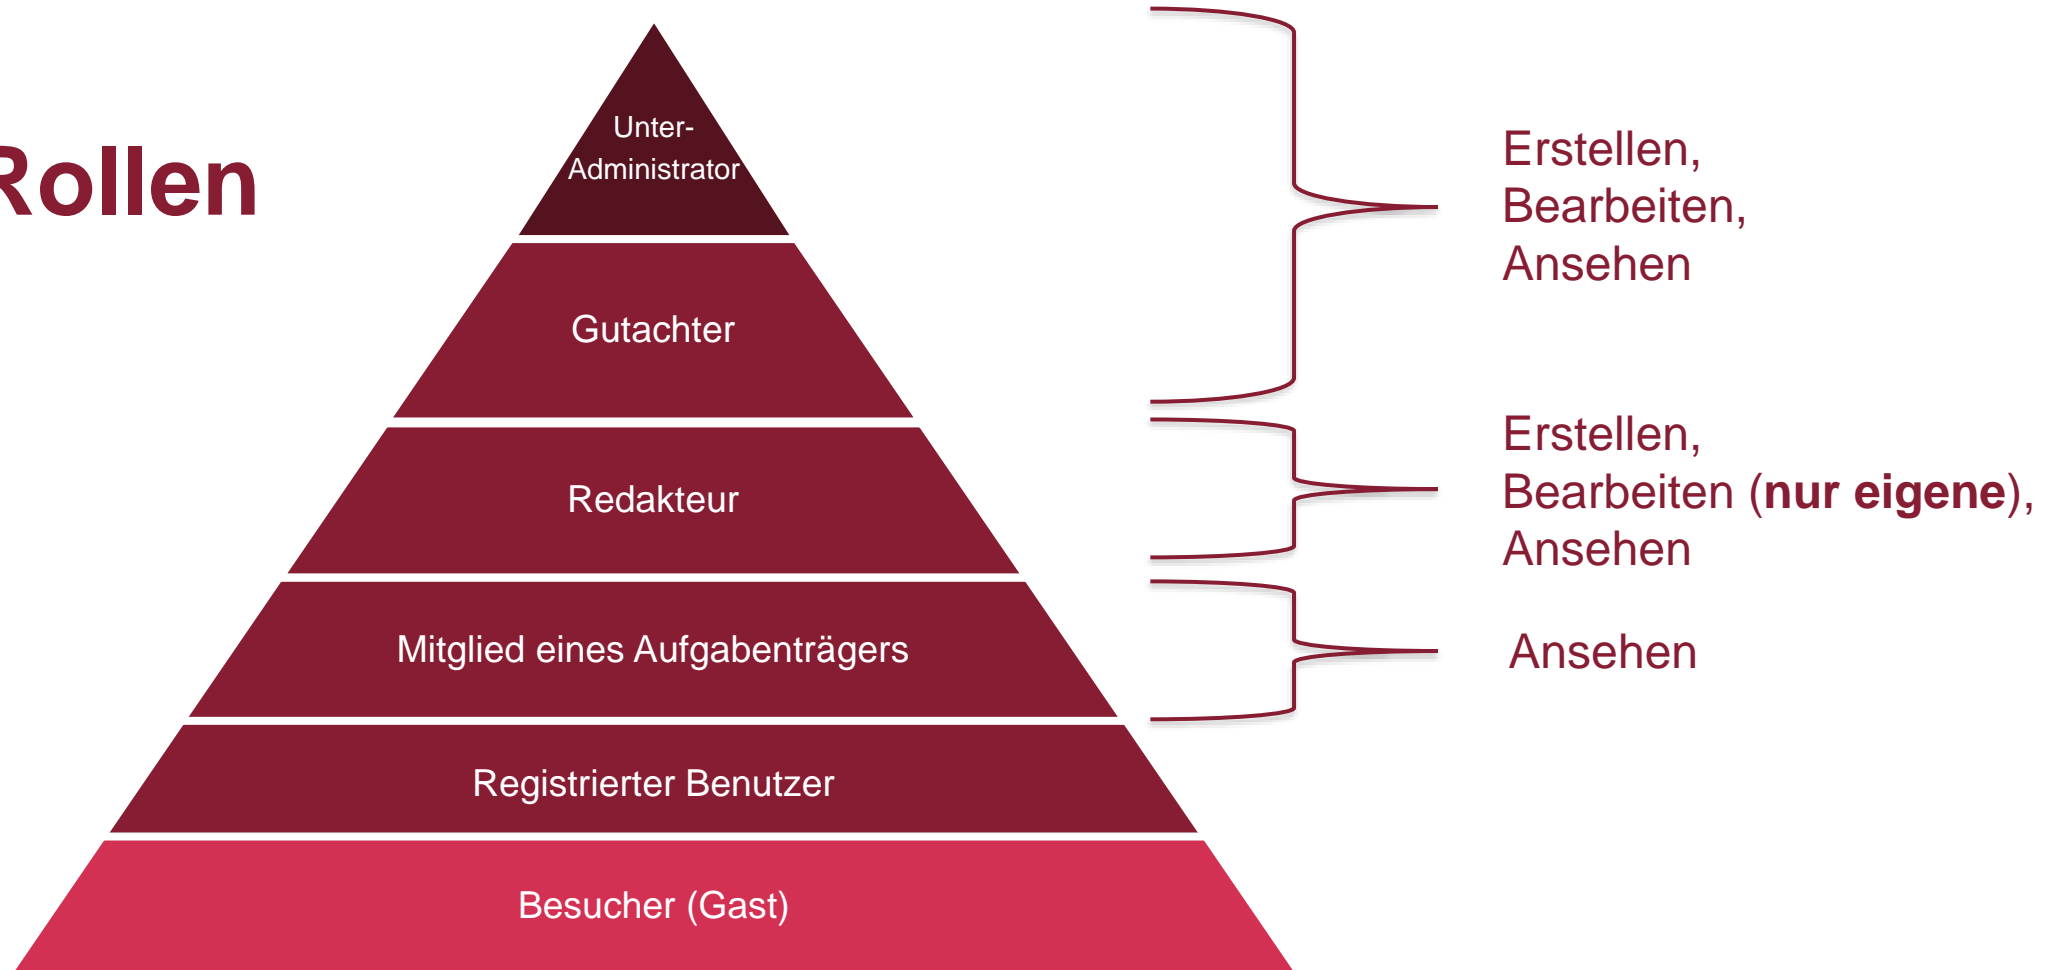 Rollen
Unter-
Administrator
Gutachter
Redakteur
Mitglied eines Aufgabenträgers
Registrierter Benutzer
Besucher (Gast)
Erstellen,
Bearbeiten,
Ansehen
Erstellen,
Bearbeiten (nur eigene),
Ansehen
Ansehen